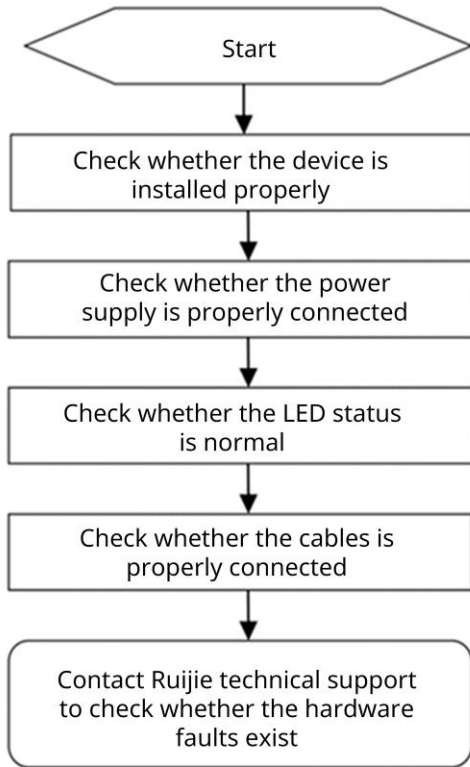 Start
Check whether the device is
installed properly
Check whether the power
supply is properly connected
Check whether the LED status
is normal
Check whether the cables is
properly connected
Contact Ruijie technical support
to check whether the hardware
faults exist